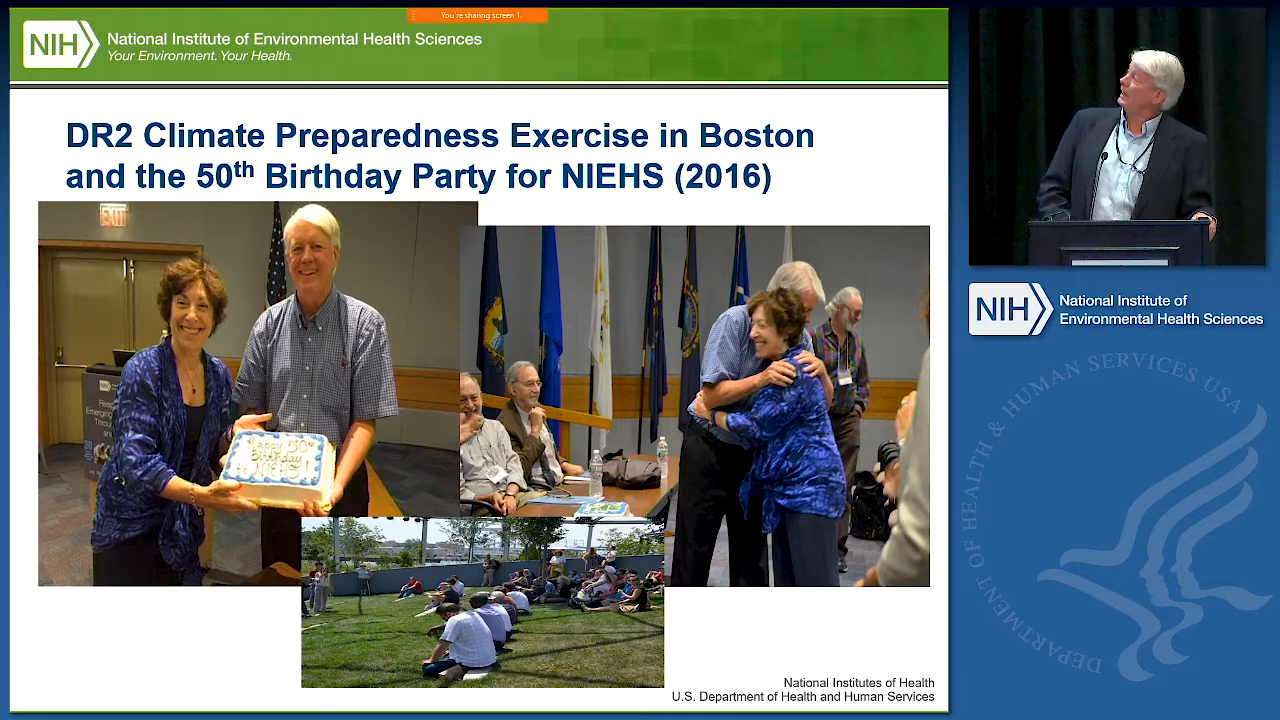 You're sharing screen 1.
NIH
National Institute of Environmental Health Sciences
Your Environment. Your Health.
DR2 Climate Preparedness Exercise in Boston
and the 50th Birthday Party for NIEHS (2016)
EXIT
NIH
Emerging
Happy 50th
Birthday
to NIEHS!
National Institutes of Health
U.S. Department of Health and Human Services
NIH
National Institute of
Environmental Health Sciences
DEPARTMENT OF HEALTH & HUMAN SERVICES USA